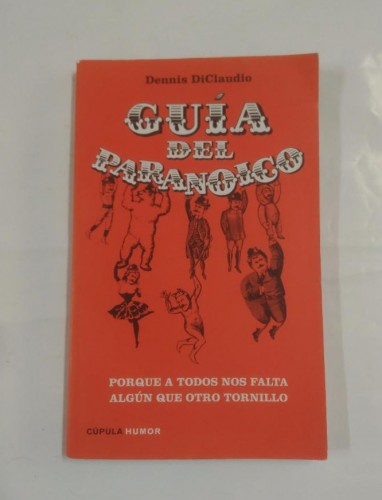 Dennis DiClaudio
GUÍA
DEL
PARANOICO
PORQUE A TODOS NOS FALTA
ALGÚN QUE OTRO TORNILLO
CÚPULA HUMOR